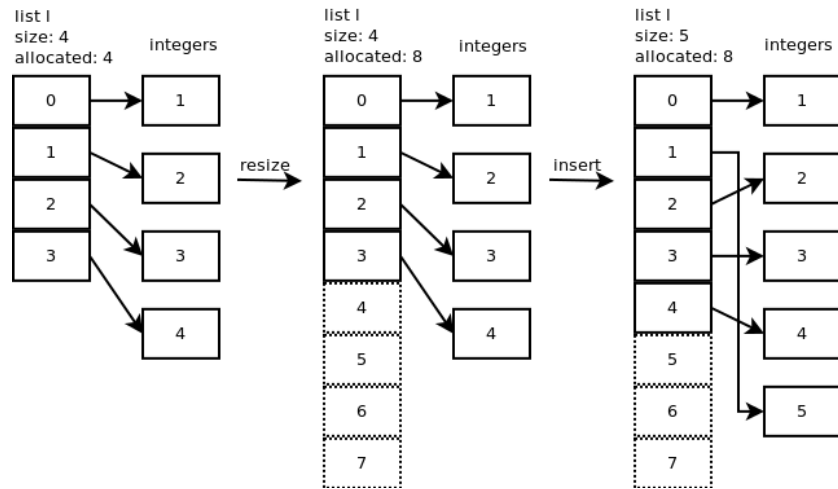 list l
size: 4
allocated: 4
integers
0
1
1
2
2
3
3
4
resize
list l
size: 4
allocated: 8
integers
0
1
1
2
2
3
3
4
4
5
6
7
insert
list l
size: 5
allocated: 8
integers
0
1
1
2
2
3
3
4
4
5
5
6
7